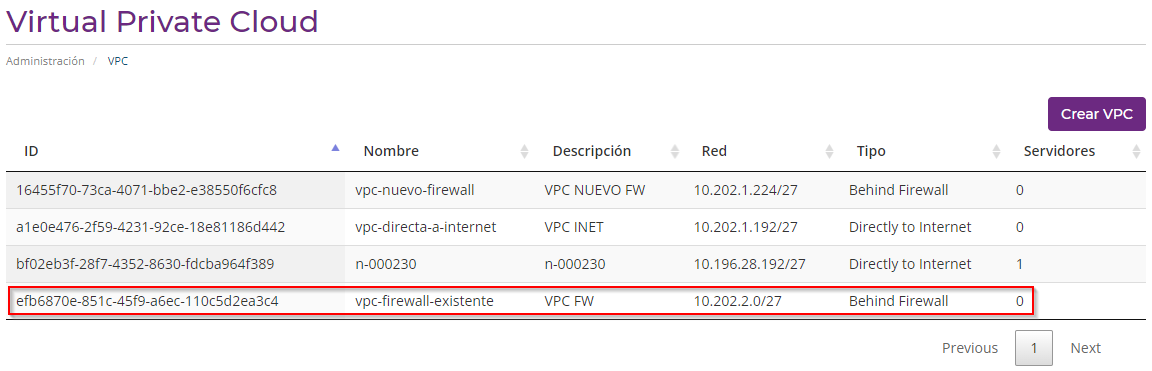 Virtual Private Cloud
Administración / VPC
Crear VPC
ID Nombre Descripción Red Tipo Servidores
16455f70-73ca-4071-bbe2-e38550f6cfc8 vpc-nuevo-firewall VPC NUEVO FW 10.202.1.224/27 Behind Firewall 0
a1e0e476-2f59-4231-92ce-18e81186d442 vpc-directa-a-internet VPC INET 10.202.1.192/27 Directly to Internet 0
bf02eb3f-28f7-4352-8630-fdcba964f389 n-000230 n-000230 10.196.28.192/27 Directly to Internet 1
efb6870e-851c-45f9-a6ec-110c5d2ea3c4 vpc-firewall-existente VPC FW 10.202.2.0/27 Behind Firewall 0
Previous 1 Next